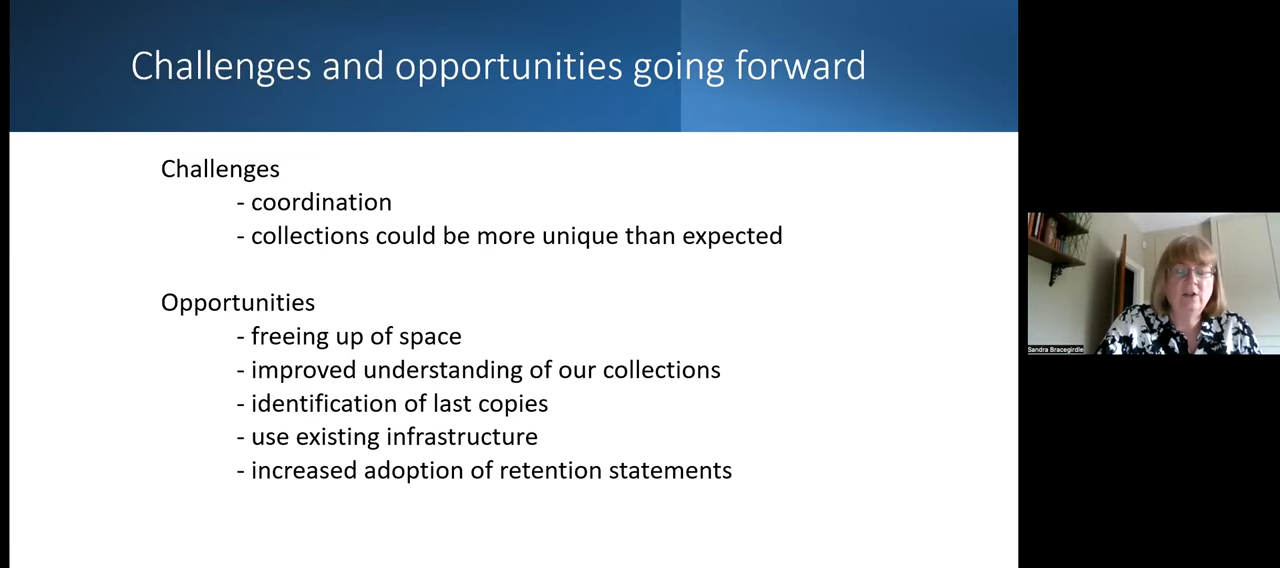 Challenges and opportunities going forward
Challenges
- coordination
- collections could be more unique than expected
Opportunities
- freeing up of space
- improved understanding of our collections
- identification of last copies
- use existing infrastructure
- increased adoption of retention statements
Sandra Bracegirdle